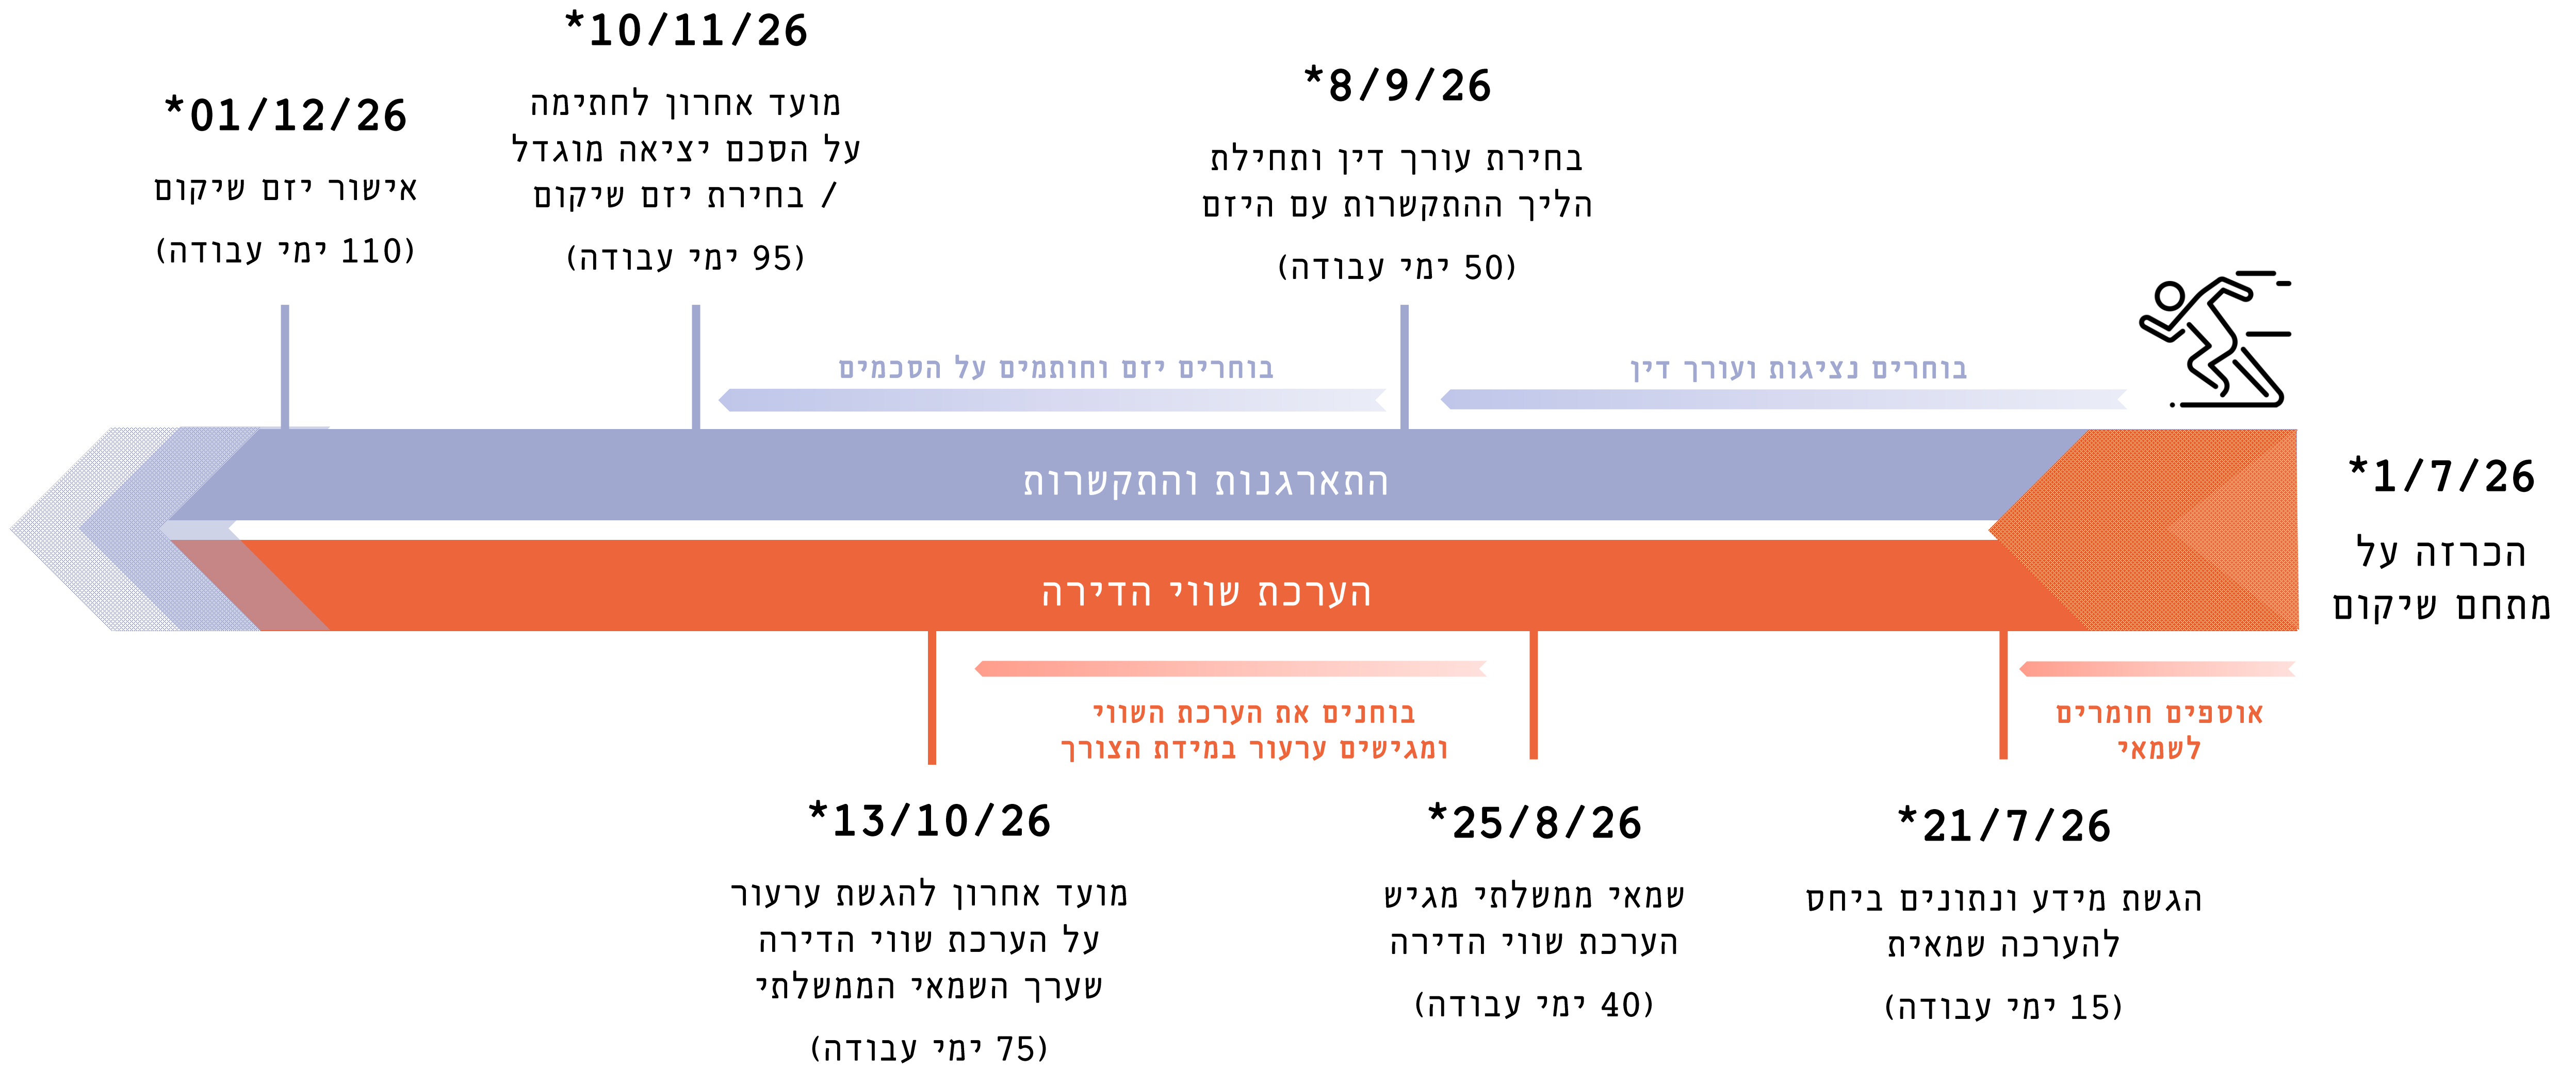 *1/7/26
הכרזה על
מתחם שיקום
*8/9/26
בחירת עורך דין ותחילת
הליך ההתקשרות עם היזם
(50 ימי עבודה)
*10/11/26
מועד אחרון לחתימה
על הסכם יציאה מוגדל
/ בחירת יזם שיקום
(95 ימי עבודה)
*01/12/26
אישור יזם שיקום
(110 ימי עבודה)
בוחרים נציגות ועורך דין
בוחרים יזם וחותמים על הסכמים
התארגנות והתקשרות
הערכת שווי הדירה
אוספים חומרים
לשמאי
בוחנים את הערכת השווי
ומגישים ערעור במידת הצורך
*21/7/26
הגשת מידע ונתונים ביחס
להערכה שמאית
(15 ימי עבודה)
*25/8/26
שמאי ממשלתי מגיש
הערכת שווי הדירה
(40 ימי עבודה)
*13/10/26
מועד אחרון להגשת ערעור
על הערכת שווי הדירה
שערך השמאי הממשלתי
(75 ימי עבודה)